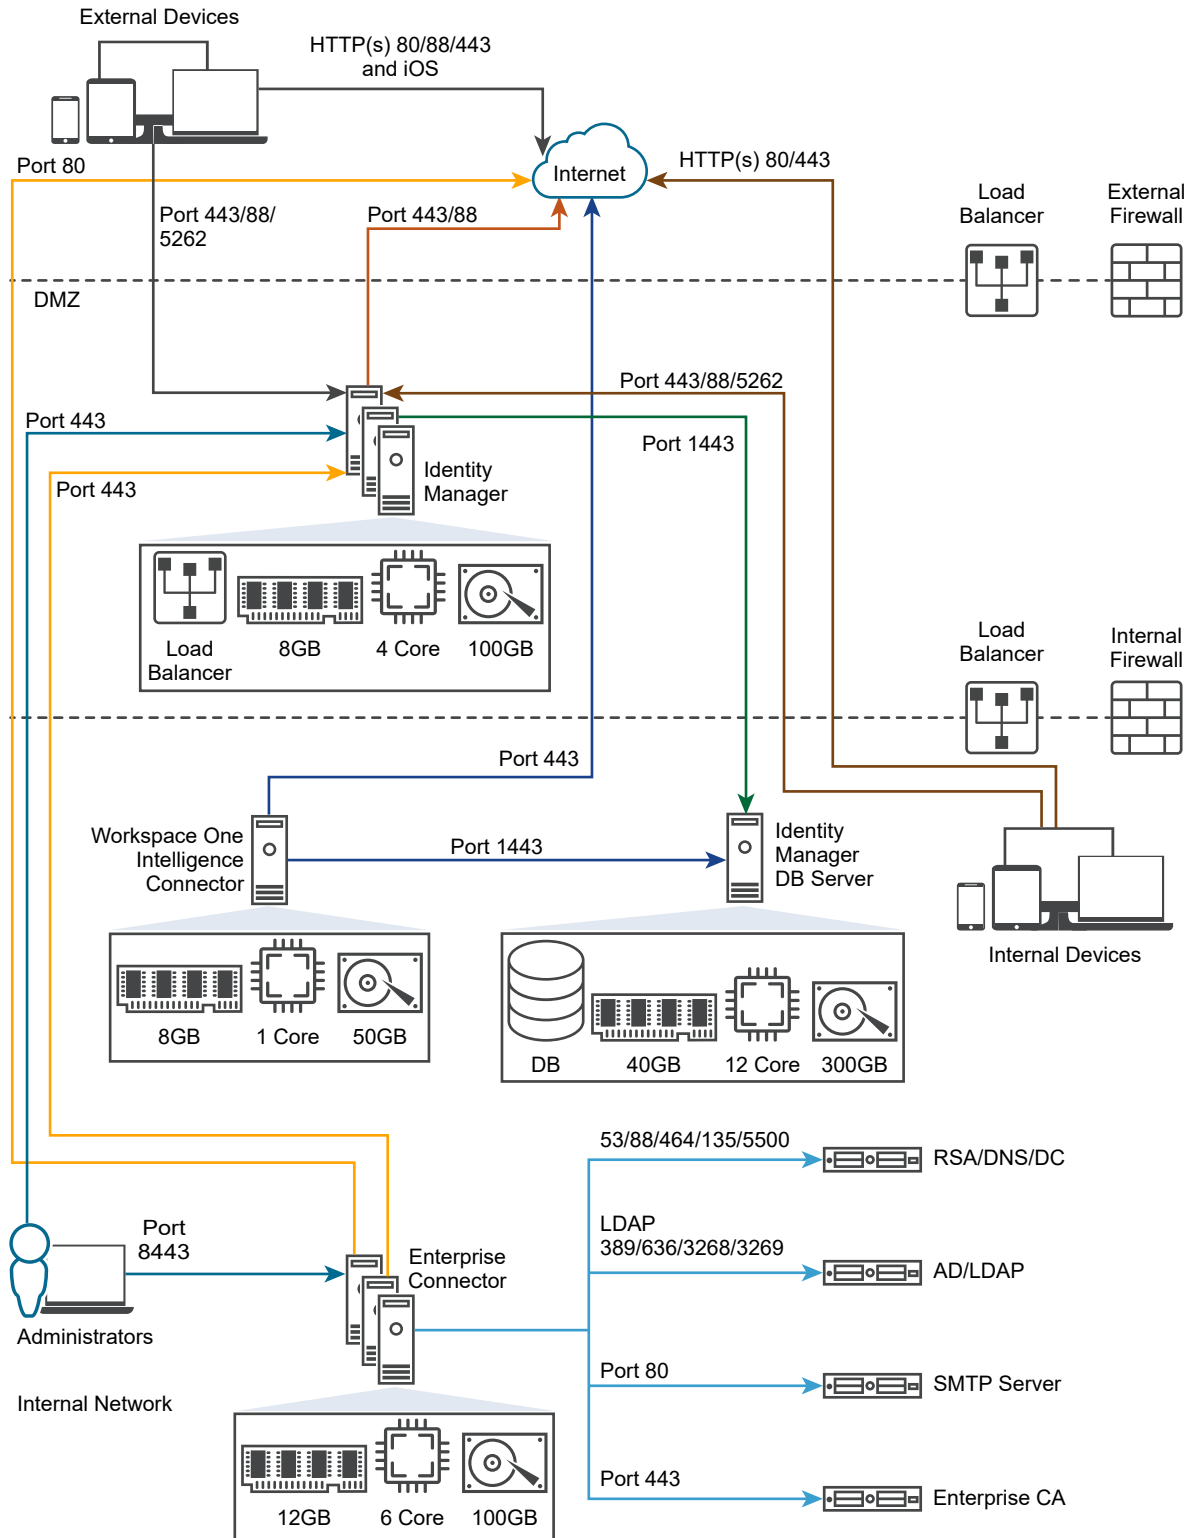 External Devices
HTTP(s) 80/88/443
and iOS
Port 80
Internet
HTTP(s) 80/443
Load
Balancer
External
Firewall
Port 443/88/
5262
Port 443/88
DMZ
Port 443/88/5262
Port 443
Port 1443
Port 443
Identity
Manager
Load
Balancer
8GB
4 Core
100GB
Load
Balancer
Internal
Firewall
Port 443
Workspace One
Intelligence
Connector
Port 1443
Identity
Manager
DB Server
Internal Devices
8GB
1 Core
50GB
DB
40GB
12 Core
300GB
53/88/464/135/5500
RSA/DNS/DC
Port
8443
LDAP
389/636/3268/3269
Enterprise
Connector
AD/LDAP
Administrators
Port 80
SMTP Server
Internal Network
Port 443
Enterprise CA
12GB
6 Core
100GB